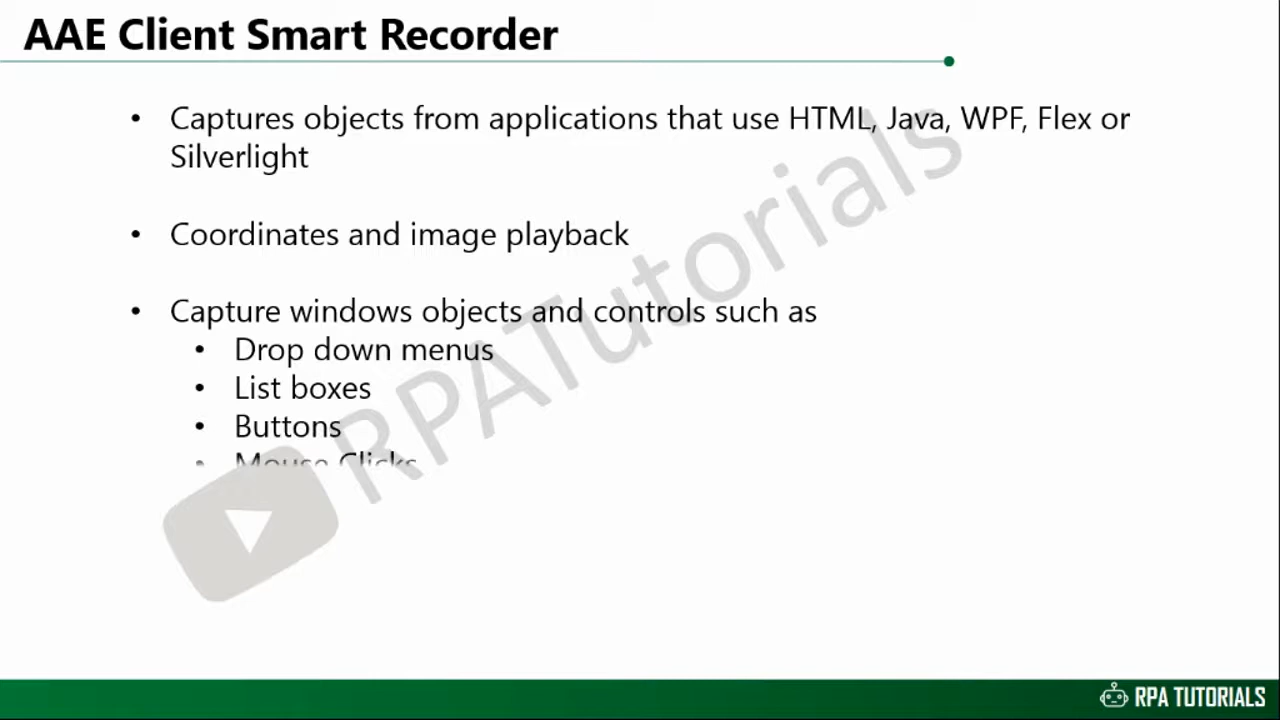 AAE Client Smart Recorder
• Captures objects from applications that use HTML, Java, WPF, Flex or
Silverlight
• Coordinates and image playback
• Capture windows objects and controls such as
• Drop down menus
• List boxes
• Buttons
• Mouse Clicks
RPATutorials
RPA TUTORIALS